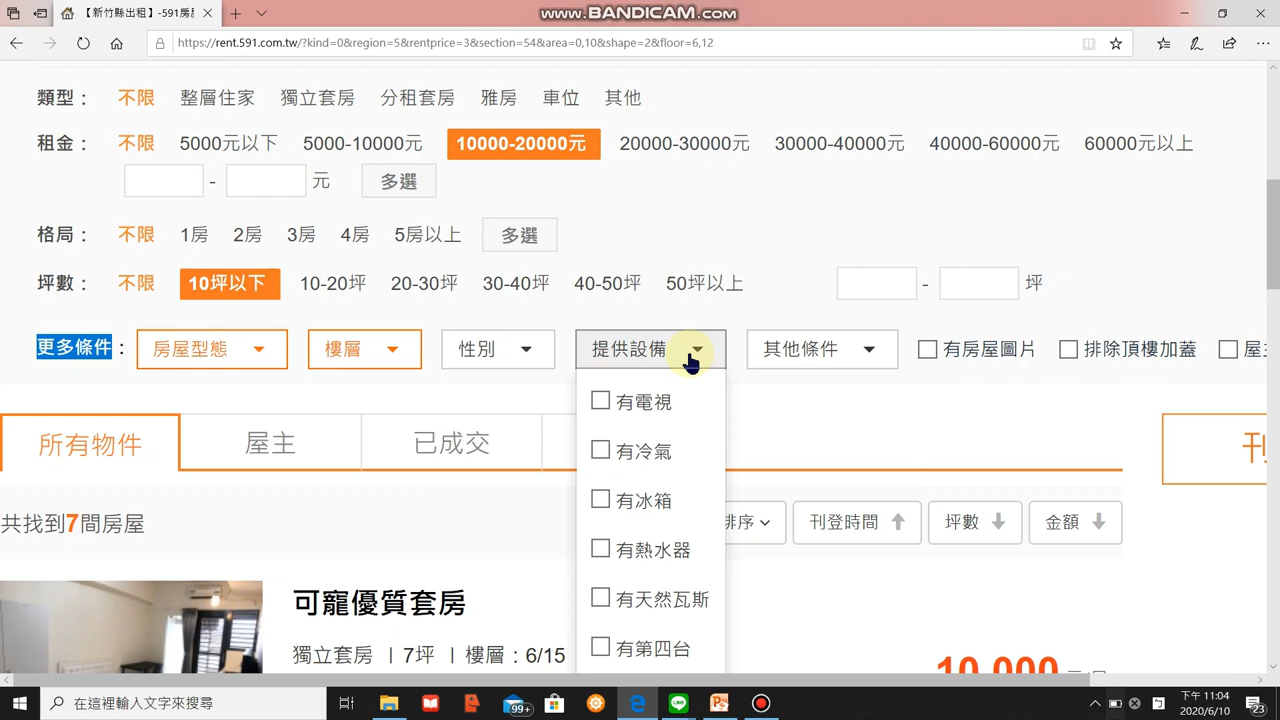 【新竹縣出租】-591房屋
www.BANDICAM.com
https://rent.591.com.tw/?kind=0&region=5&rentprice=3&section=54&area=0,10&shape=2&floor=6,12
類型： 不限 整層住家 獨立套房 分租套房 雅房 車位 其他
租金： 不限 5000元以下 5000-10000元 10000-20000元 20000-30000元 30000-40000元 40000-60000元 60000元以上
- 元 多選
格局： 不限 1房 2房 3房 4房 5房以上 多選
坪數： 不限 10坪以下 10-20坪 20-30坪 30-40坪 40-50坪 50坪以上 - 坪
更多條件： 房屋型態 樓層 性別 提供設備 其他條件 有房屋圖片 排除頂樓加蓋 屋主
有電視
有冷氣
有冰箱
有熱水器
有天然瓦斯
有第四台
所有物件 屋主 已成交 刊
共找到7間房屋 排序 刊登時間 坪數 金額
可寵優質套房
獨立套房 | 7坪 | 樓層：6/15
10,000 元/月
在這裡輸入文字來搜尋
99+
下午 11:04
2020/6/10
23